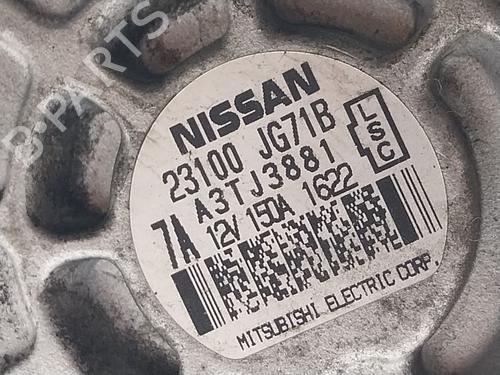 NISSAN
23100 JG71B
A3TJ3881
7A 12V 150A 1622
LSC
MITSUBISHI ELECTRIC CORP.
B-PARTS